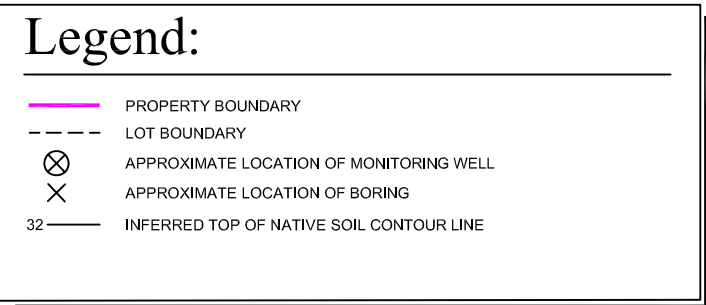 Legend:
PROPERTY BOUNDARY
LOT BOUNDARY
APPROXIMATE LOCATION OF MONITORING WELL
APPROXIMATE LOCATION OF BORING
32 INFERRED TOP OF NATIVE SOIL CONTOUR LINE